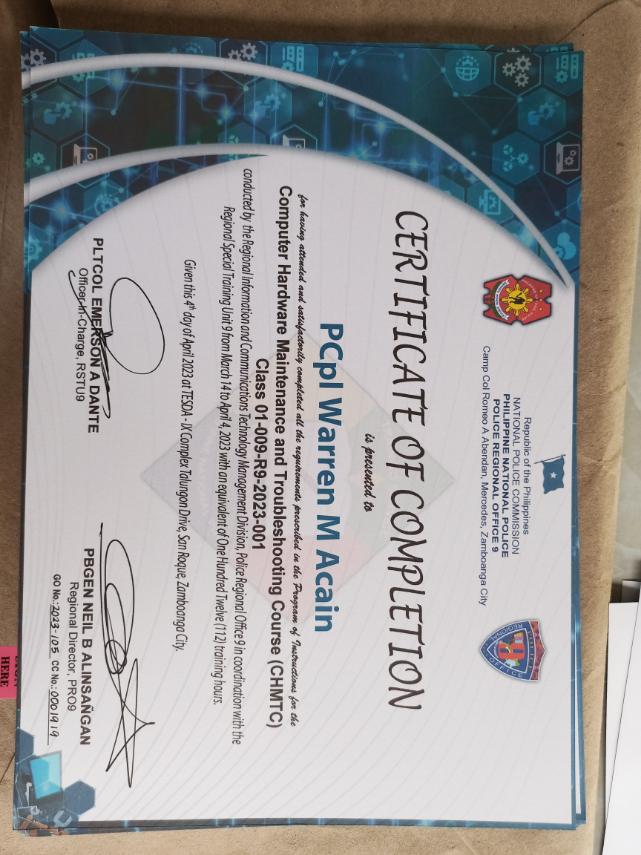 Republic of the Philippines
NATIONAL POLICE COMMISSION
PHILIPPINE NATIONAL POLICE
POLICE REGIONAL OFFICE 9
Camp Col Romeo A Abendan, Mercedes, Zamboanga City
CERTIFICATE OF COMPLETION
is presented to
PCpl Warren M Acain
for having attended and satisfactorily completed all the requirements prescribed in the Program of Instructions for the
Computer Hardware Maintenance and Troubleshooting Course (CHMTC)
Class 01-009-R9-2023-001
conducted by the Regional Information and Communications Technology Management Division, Police Regional Office 9 in coordination with the
Regional Special Training Unit 9 from March 14 to April 4, 2023 with an equivalent of One Hundred Twelve (112) training hours.
Given this 4th day of April 2023 at TESDA - IX Complex Talungon Drive, San Roque, Zamboanga City.
PLTCOL EMERSON A DANTE
Officer-In-Charge, RSTU9
PBGEN NEIL B ALINSANGAN
Regional Director, PRO9
GO No: 2023-105 CC No.: 0001919
HERE